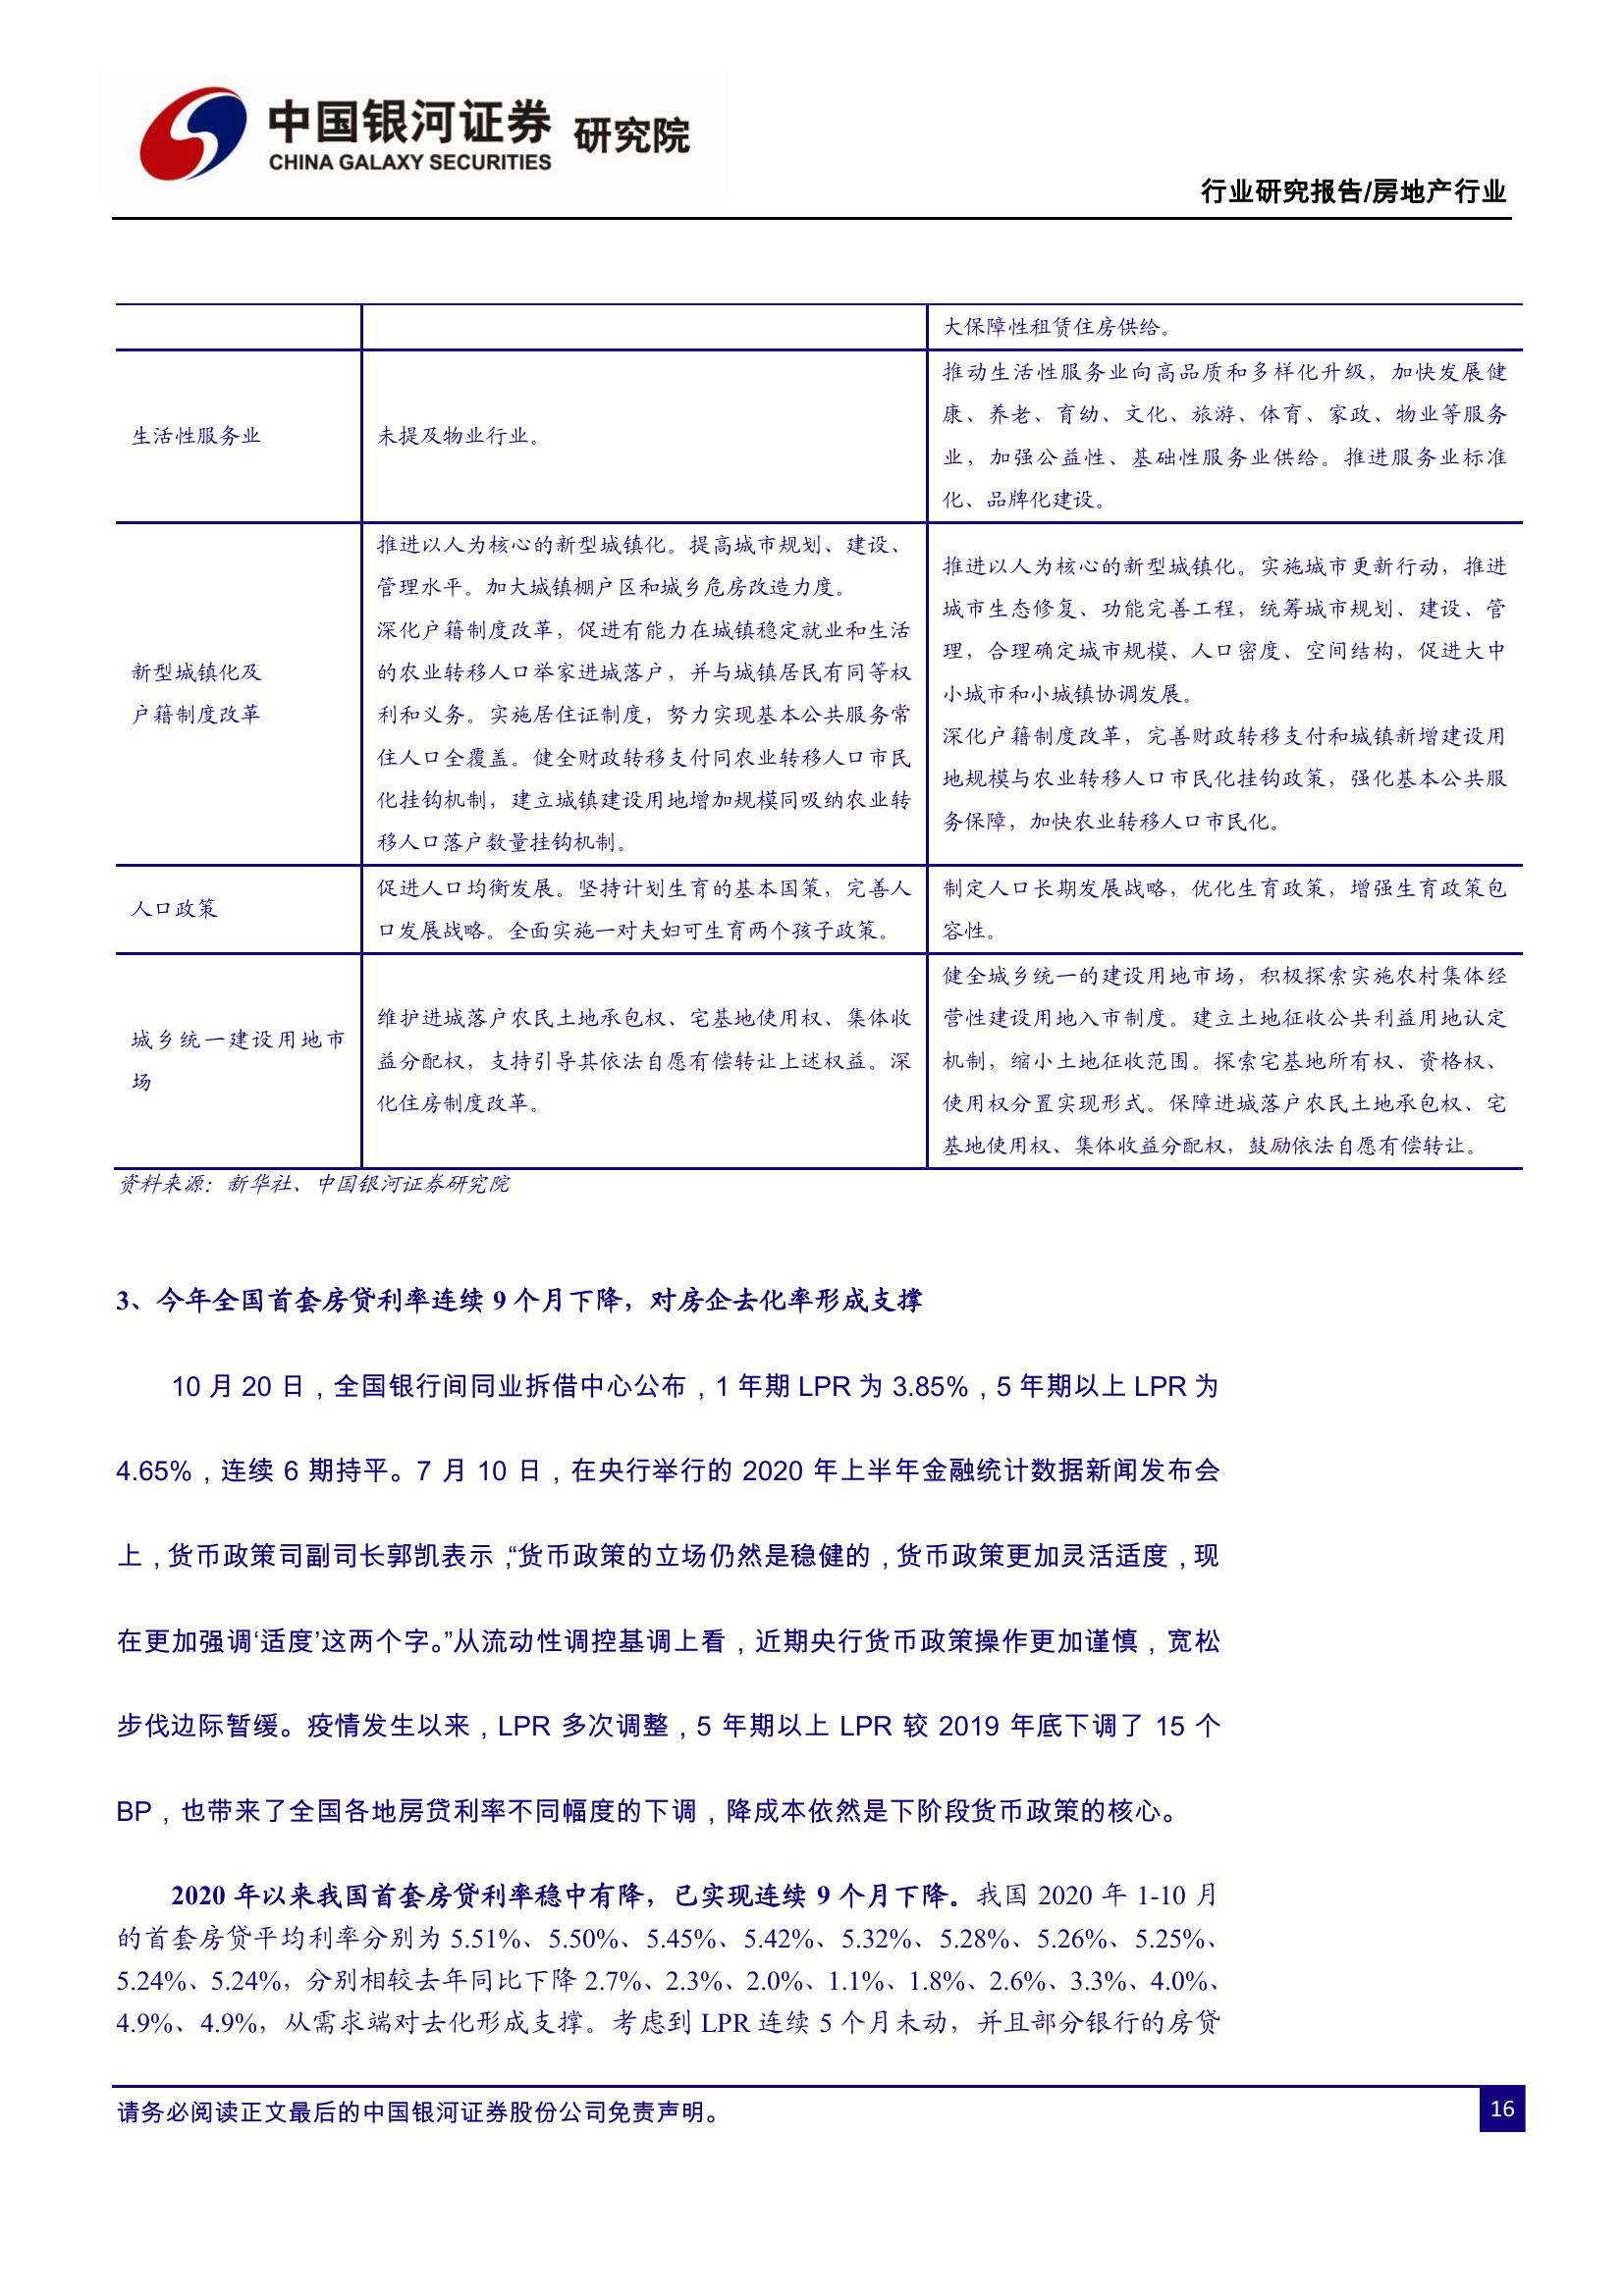 中国银河证券 研究院
CHINA GALAXY SECURITIES
行业研究报告/房地产行业
大保障性租赁住房供给。
生活性服务业
未提及物业行业。
推动生活性服务业向高品质和多样化升级，加快发展健
康、养老、育幼、文化、旅游、体育、家政、物业等服务
业，加强公益性、基础性服务业供给。推进服务业标准
化、品牌化建设。
新型城镇化及
户籍制度改革
推进以人为核心的新型城镇化。提高城市规划、建设、
管理水平。加大城镇棚户区和城乡危房改造力度。
深化户籍制度改革，促进有能力在城镇稳定就业和生活
的农业转移人口举家进城落户，并与城镇居民有同等权
利和义务。实施居住证制度，努力实现基本公共服务常
住人口全覆盖。健全财政转移支付同农业转移人口市民
化挂钩机制，建立城镇建设用地增加规模同吸纳农业转
移人口落户数量挂钩机制。
推进以人为核心的新型城镇化。实施城市更新行动，推进
城市生态修复、功能完善工程，统筹城市规划、建设、管
理，合理确定城市规模、人口密度、空间结构，促进大中
小城市和小城镇协调发展。
深化户籍制度改革，完善财政转移支付和城镇新增建设用
地规模与农业转移人口市民化挂钩政策，强化基本公共服
务保障，加快农业转移人口市民化。
人口政策
促进人口均衡发展。坚持计划生育的基本国策，完善人
口发展战略。全面实施一对夫妇可生育两个孩子政策。
制定人口长期发展战略，优化生育政策，增强生育政策包
容性。
城乡统一建设用地市
场
维护进城落户农民土地承包权、宅基地使用权、集体收
益分配权，支持引导其依法自愿有偿转让上述权益。深
化住房制度改革。
健全城乡统一的建设用地市场，积极探索实施农村集体经
营性建设用地入市制度。建立土地征收公共利益用地认定
机制，缩小土地征收范围。探索宅基地所有权、资格权、
使用权分置实现形式。保障进城落户农民土地承包权、宅
基地使用权、集体收益分配权，鼓励依法自愿有偿转让。
资料来源：新华社、中国银河证券研究院
3、今年全国首套房贷利率连续 9 个月下降，对房企去化率形成支撑
10 月 20 日，全国银行间同业拆借中心公布，1 年期 LPR 为 3.85%，5 年期以上 LPR 为
4.65%，连续 6 期持平。7 月 10 日，在央行举行的 2020 年上半年金融统计数据新闻发布会
上，货币政策司副司长郭凯表示，“货币政策的立场仍然是稳健的，货币政策更加灵活适度，现
在更加强调‘适度’这两个字。”从流动性调控基调上看，近期央行货币政策操作更加谨慎，宽松
步伐边际暂缓。疫情发生以来，LPR 多次调整，5 年期以上 LPR 较 2019 年底下调了 15 个
BP，也带来了全国各地房贷利率不同幅度的下调，降成本依然是下阶段货币政策的核心。
2020 年以来我国首套房贷利率稳中有降，已实现连续 9 个月下降。我国 2020 年 1-10 月
的首套房贷平均利率分别为 5.51%、5.50%、5.45%、5.42%、5.32%、5.28%、5.26%、5.25%、
5.24%、5.24%，分别相较去年同比下降 2.7%、2.3%、2.0%、1.1%、1.8%、2.6%、3.3%、4.0%、
4.9%、4.9%，从需求端对去化形成支撑。考虑到 LPR 连续 5 个月未动，并且部分银行的房贷
请务必阅读正文最后的中国银河证券股份公司免责声明。
16